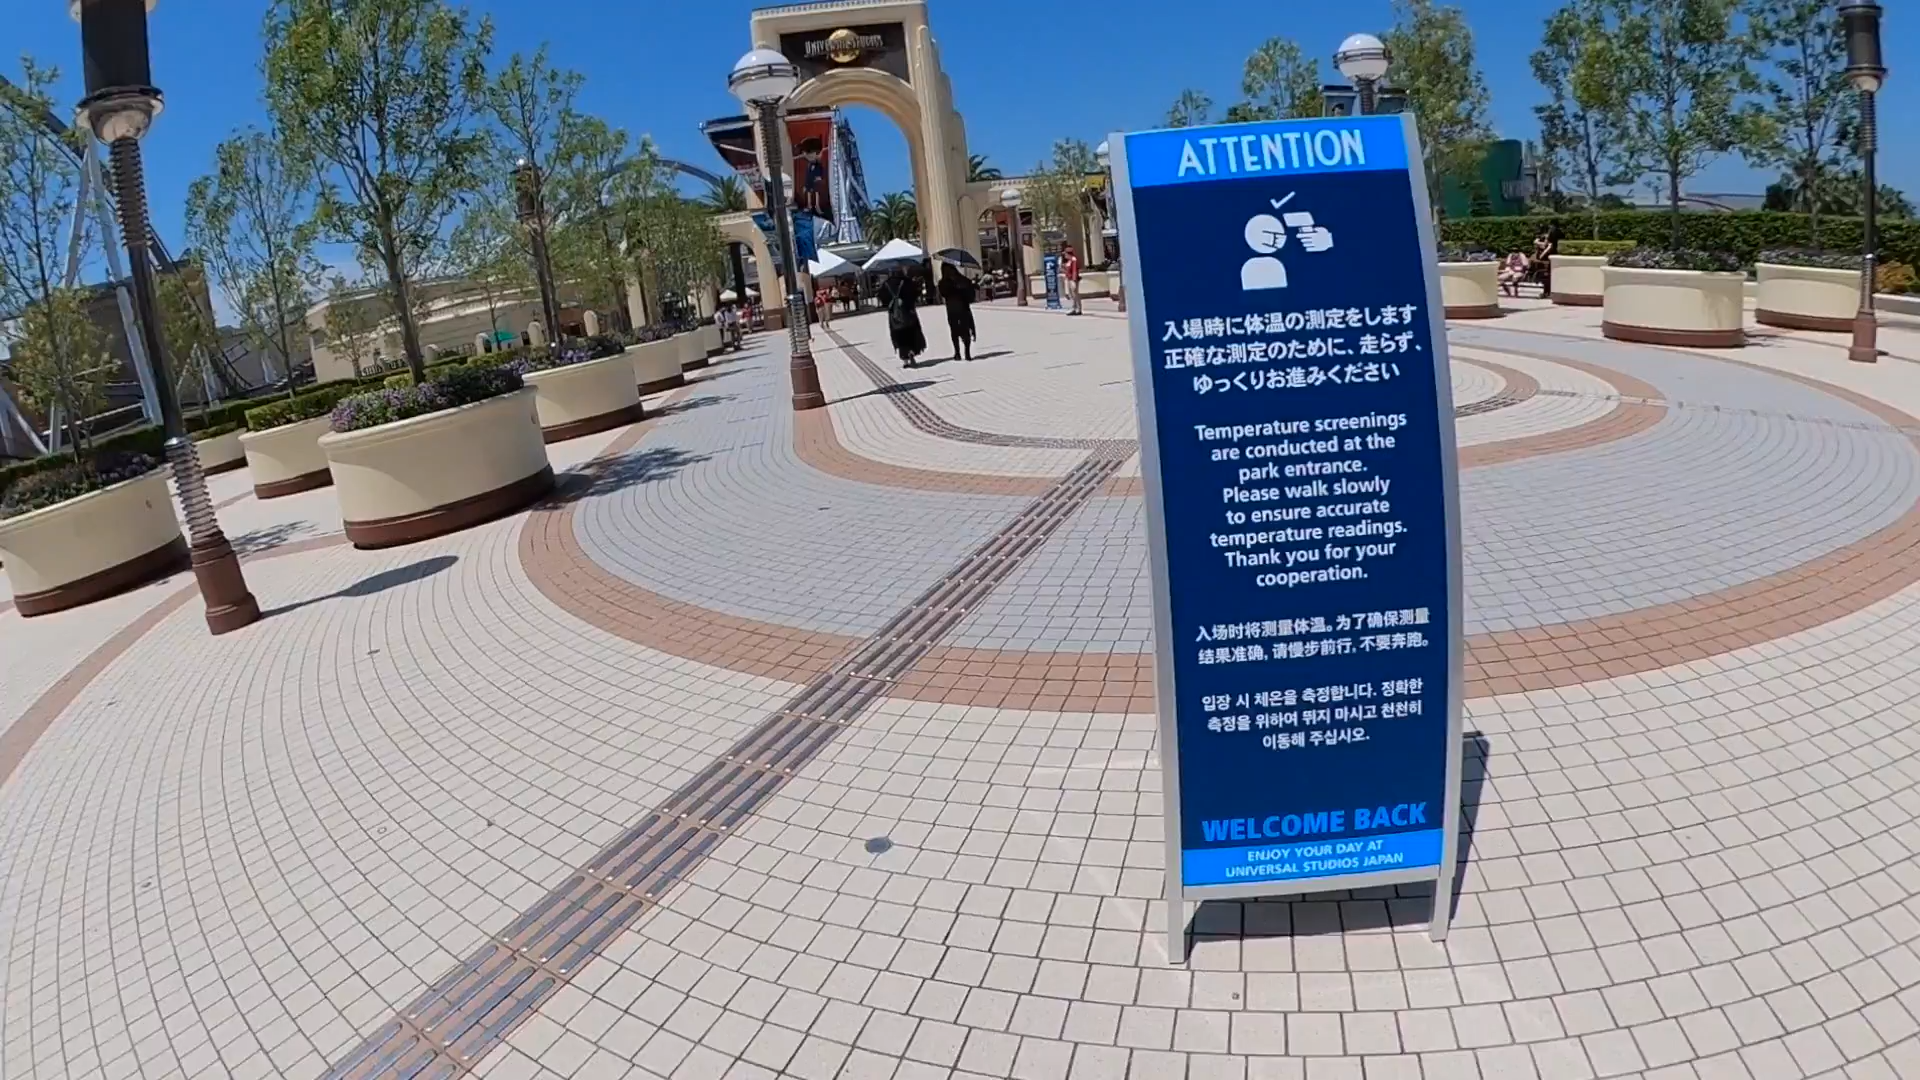 UNIVERSAL STUDIOS
ATTENTION
入場時に体温の測定をします
正確な測定のために、走らず、
ゆっくりお進みください
Temperature screenings
are conducted at the
park entrance.
Please walk slowly
to ensure accurate
temperature readings.
Thank you for your
cooperation.
入场时将测量体温。为了确保测量
结果准确, 请慢步前行, 不要奔跑。
입장 시 체온을 측정합니다. 정확한
측정을 위하여 뛰지 마시고 천천히
이동해 주십시오.
WELCOME BACK
ENJOY YOUR DAY AT
UNIVERSAL STUDIOS JAPAN